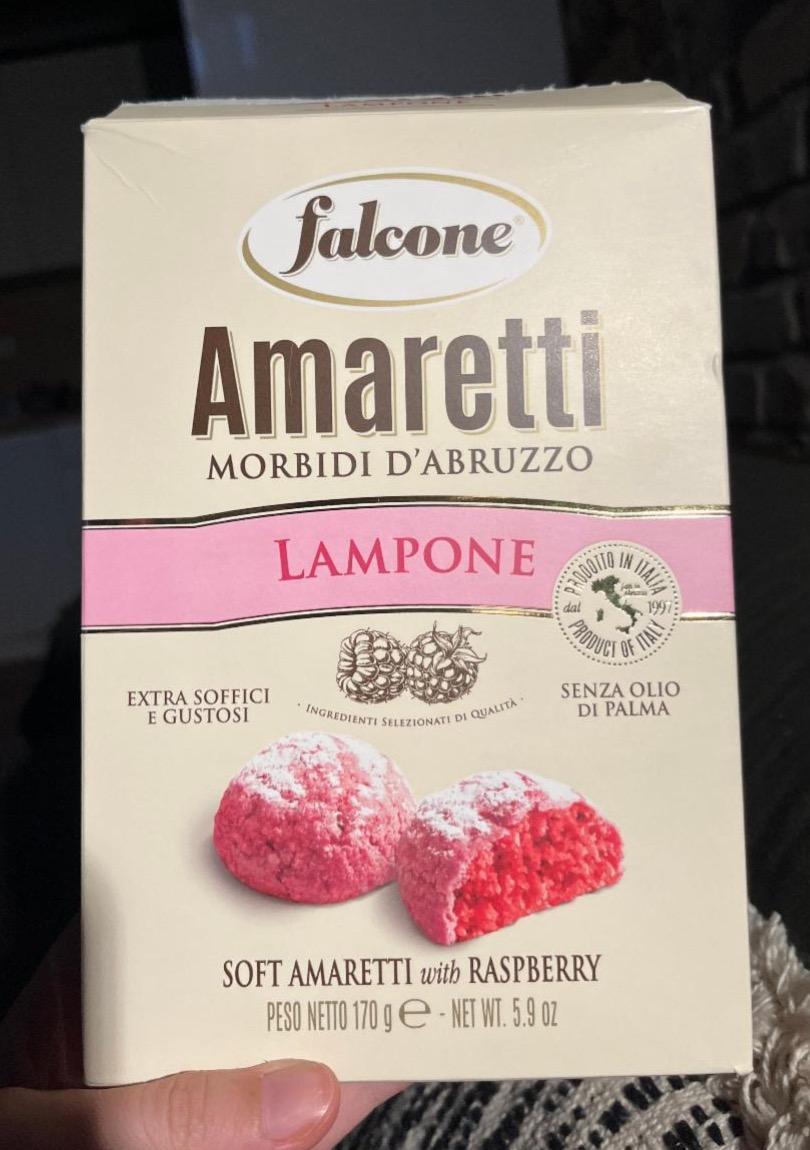 falcone
Amaretti
MORBIDI D'ABRUZZO
LAMPONE
PRODOTTO IN ITALIA
dal 1997
PRODUCT OF ITALY
EXTRA SOFFICI
E GUSTOSI
· INGREDIENTI SELEZIONATI DI QUALITÀ ·
SENZA OLIO
DI PALMA
SOFT AMARETTI with RASPBERRY
PESO NETTO 170 g ℮ - NET WT. 5.9 OZ